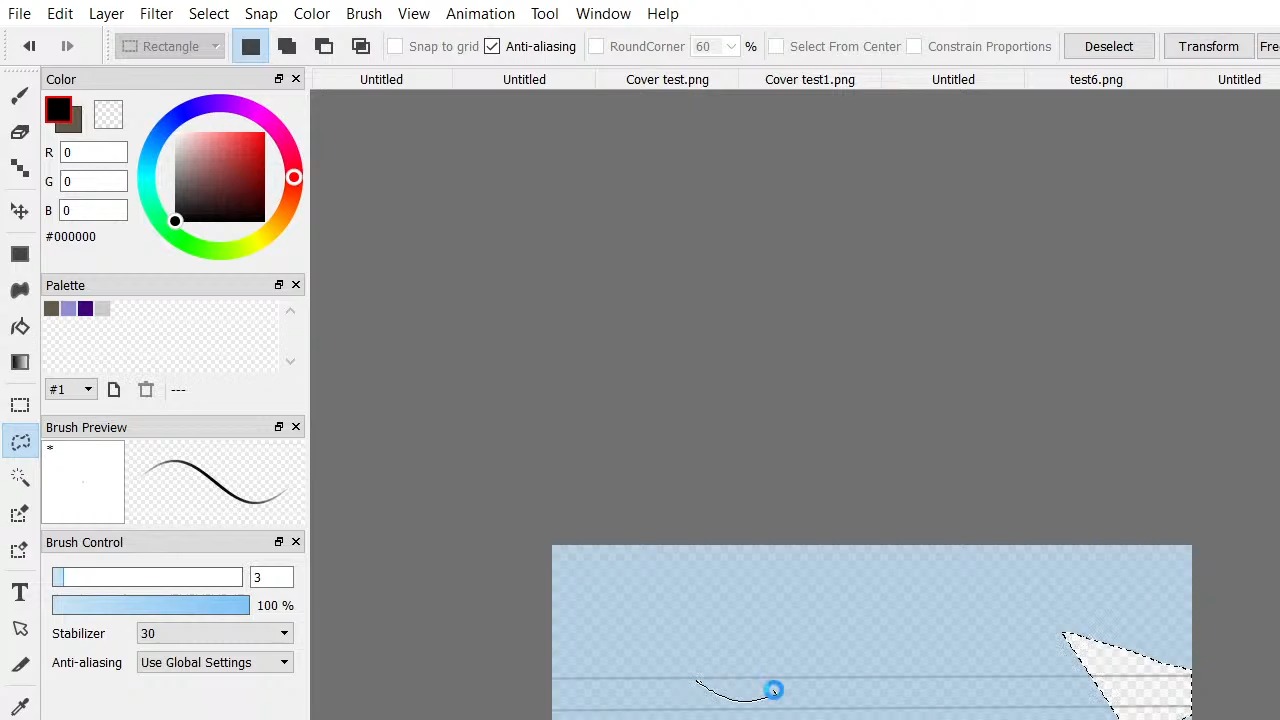 File Edit Layer Filter Select Snap Color Brush View Animation Tool Window Help
Rectangle Snap to grid Anti-aliasing RoundCorner 60 % Select From Center Constrain Proportions Deselect Transform Fre
Untitled Untitled Cover test.png Cover test1.png Untitled test6.png Untitled
Color
R 0
G 0
B 0
#000000
Palette
#1 ---
Brush Preview
*
Brush Control
3
100 %
Stabilizer 30
Anti-aliasing Use Global Settings
T